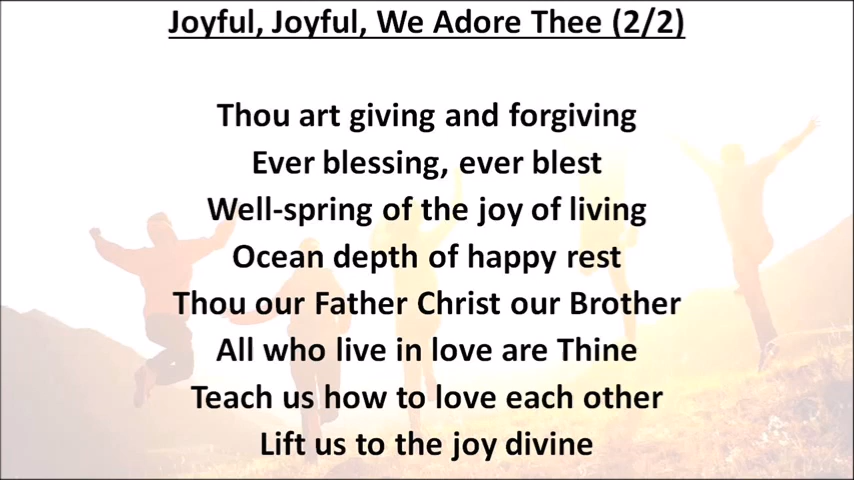 Joyful, Joyful, We Adore Thee (2/2)
Thou art giving and forgiving
Ever blessing, ever blest
Well-spring of the joy of living
Ocean depth of happy rest
Thou our Father Christ our Brother
All who live in love are Thine
Teach us how to love each other
Lift us to the joy divine